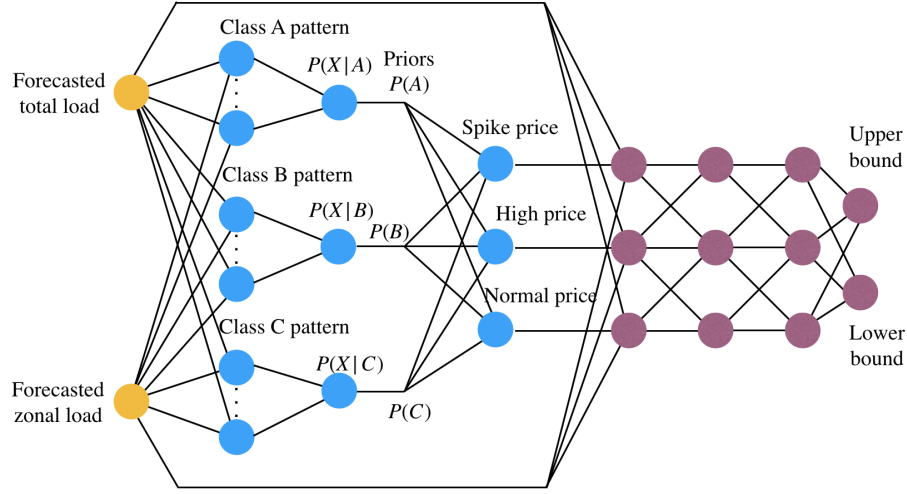 Class A pattern
Forecasted
total load
P(X|A)
Priors
P(A)
Spike price
Upper
bound
Class B pattern
P(X|B)
P(B)
High price
Normal price
Class C pattern
P(X|C)
P(C)
Forecasted
zonal load
Lower
bound